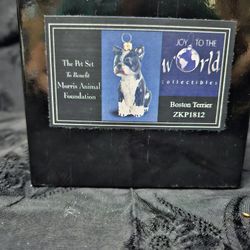 The Pet Set
To Benefit
Morris Animal
Foundation
JOY TO THE
world
collectibles
Boston Terrier
ZKP1812